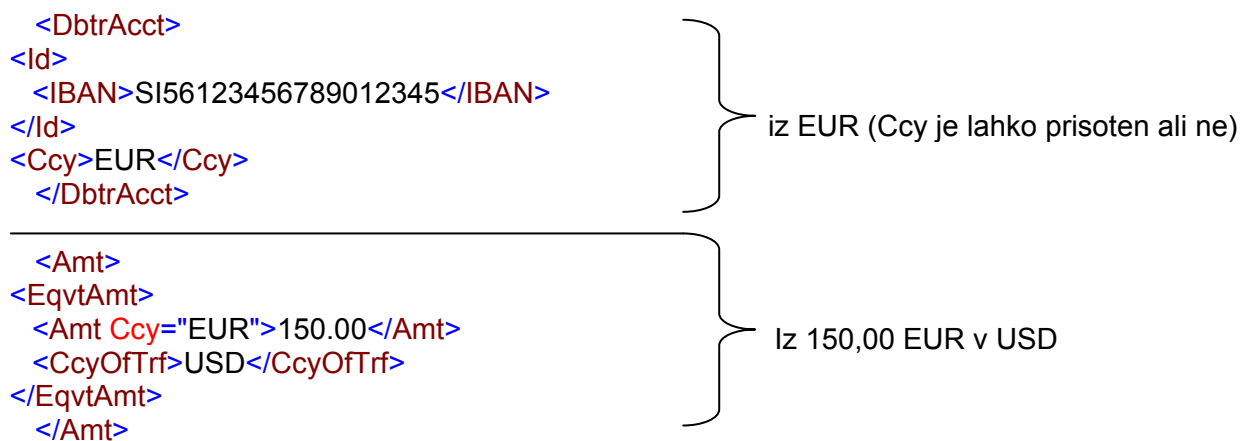 <DbtrAcct>
<Id>
<IBAN>SI56123456789012345</IBAN>
</Id>
<Ccy>EUR</Ccy>
</DbtrAcct>
iz EUR (Ccy je lahko prisoten ali ne)
<Amt>
<EqvtAmt>
<Amt Ccy="EUR">150.00</Amt>
<CcyOfTrf>USD</CcyOfTrf>
</EqvtAmt>
</Amt>
Iz 150,00 EUR v USD